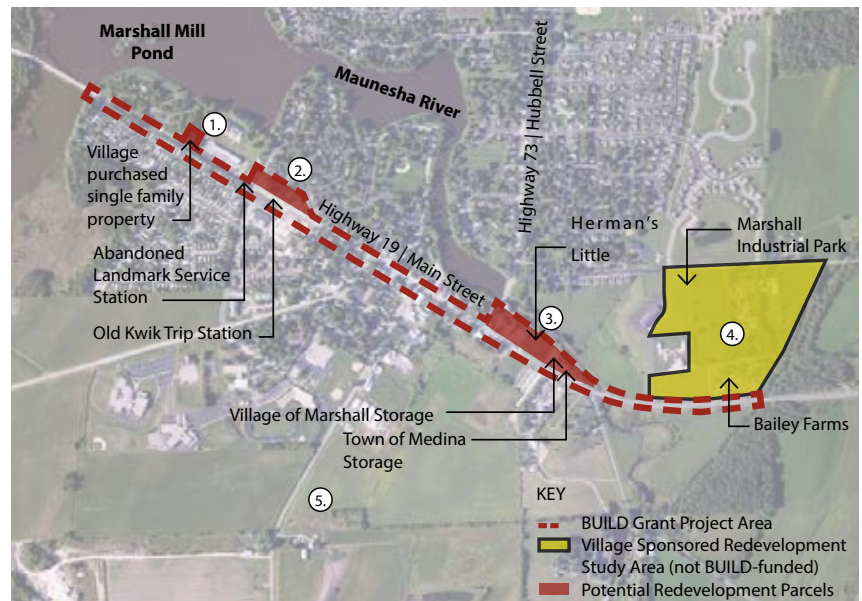 Marshall Mill
Pond
Maunesha River
Highway 73 | Hubbell Street
1.
Village
purchased
single family
property
2.
Highway 19 | Main Street
Herman's
Little
Marshall
Industrial Park
Abandoned
Landmark Service
Station
Old Kwik Trip Station
3.
4.
Village of Marshall Storage
Town of Medina
Storage
Bailey Farms
5.
KEY
BUILD Grant Project Area
Village Sponsored Redevelopment
Study Area (not BUILD-funded)
Potential Redevelopment Parcels